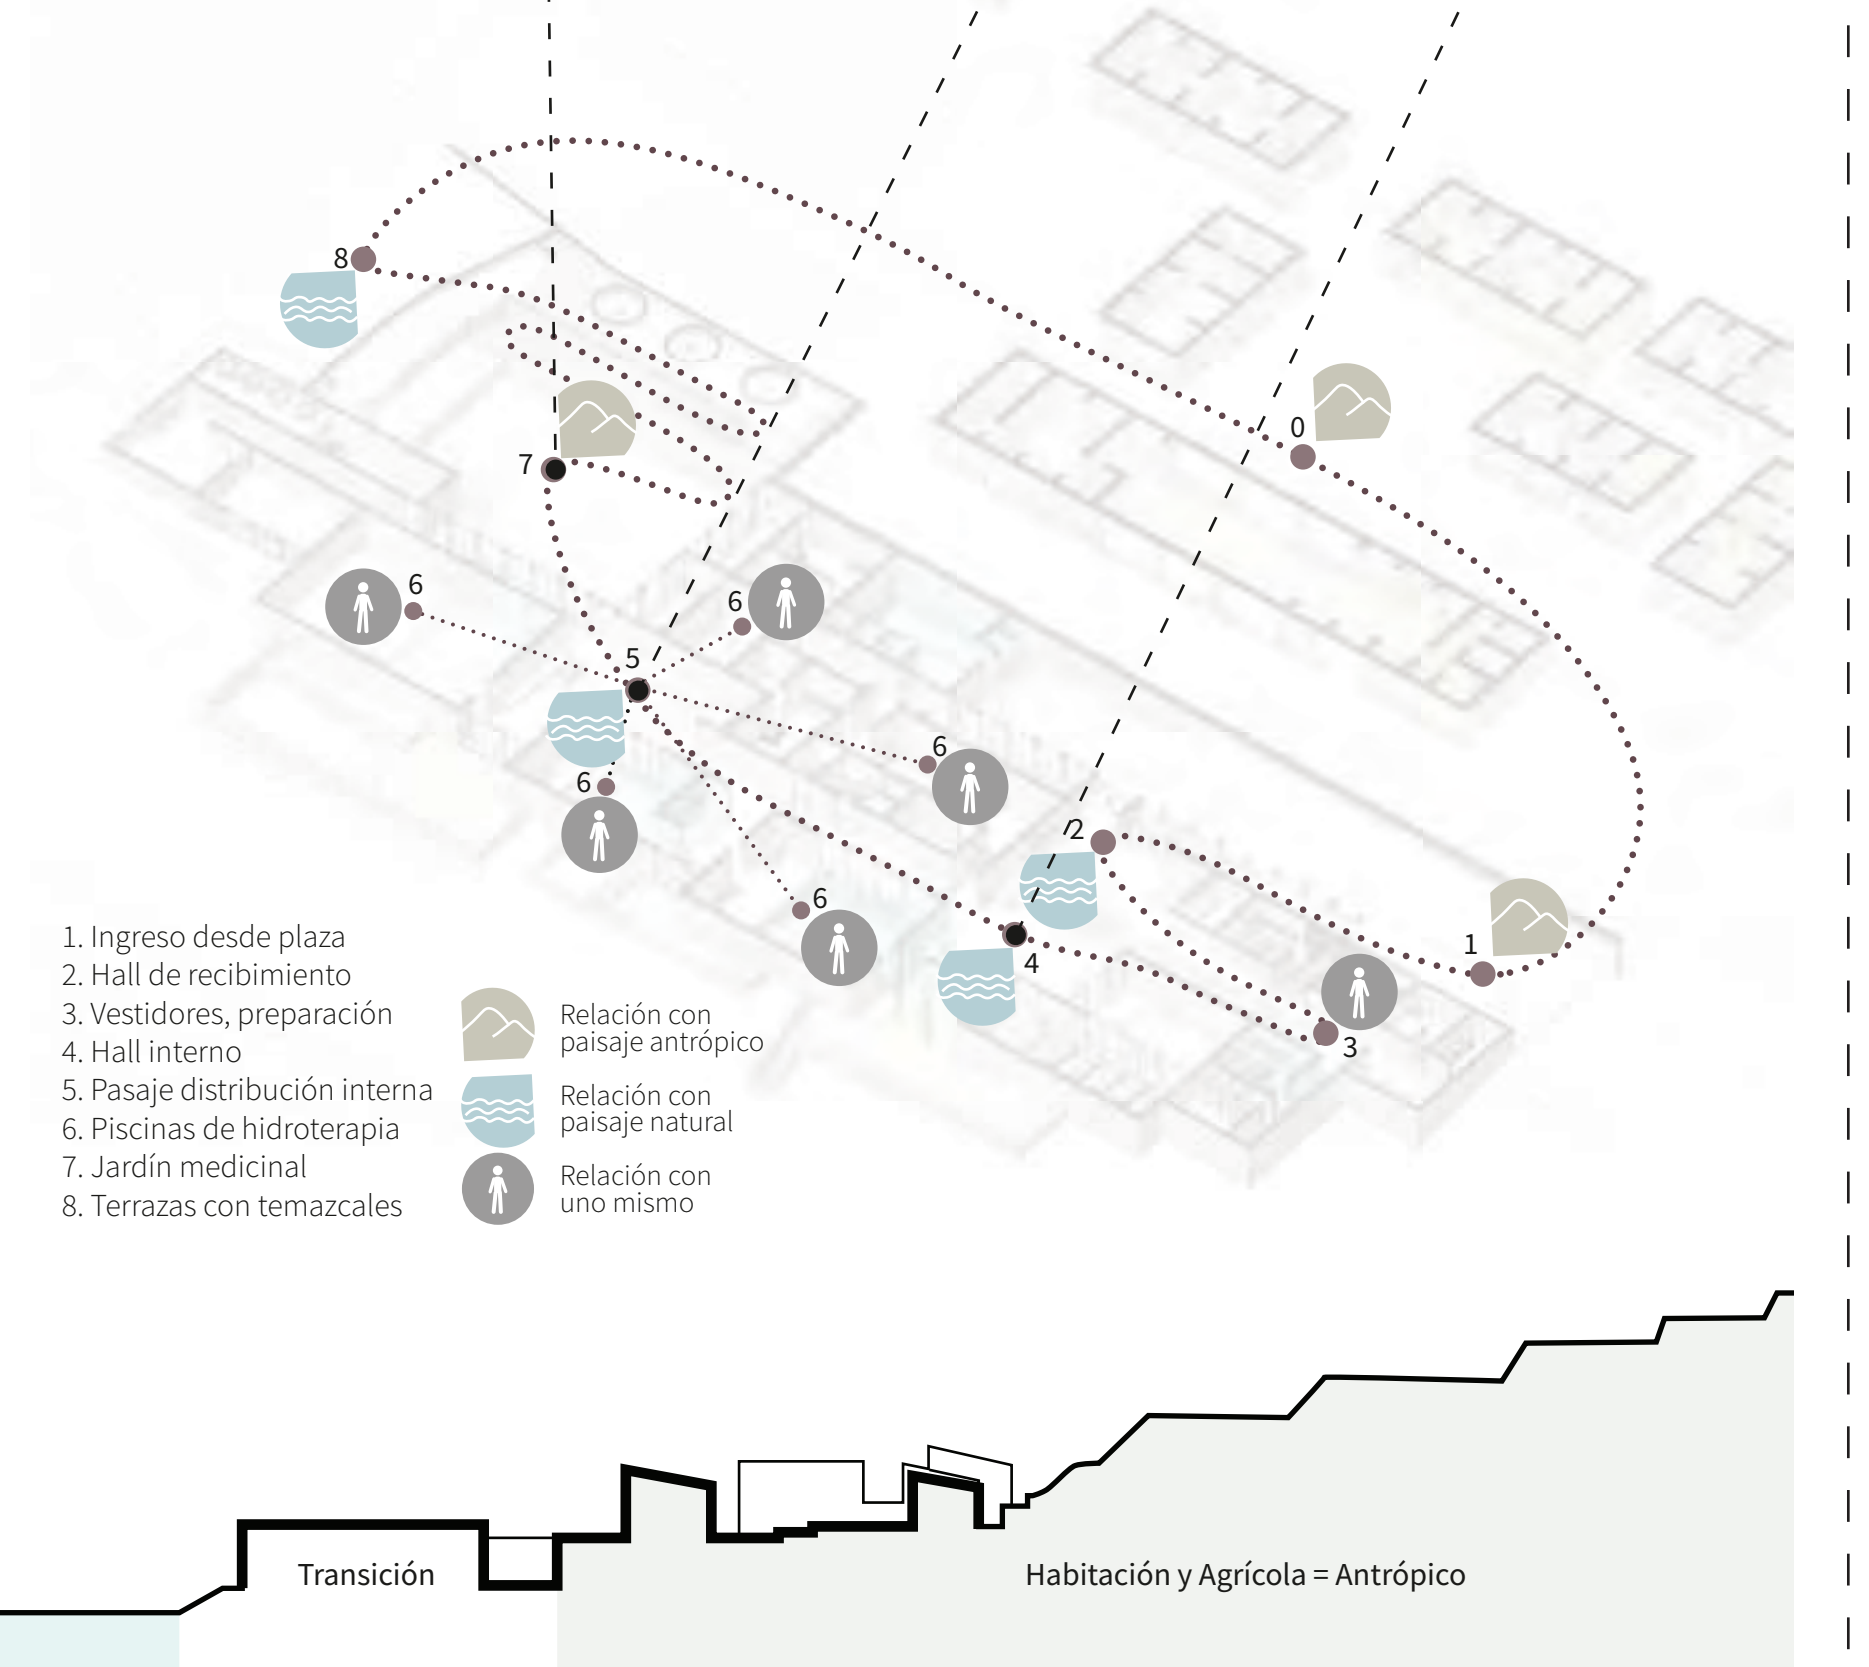 8
0
7
6
6
5
6
6
2
6
1
4
3
1. Ingreso desde plaza
2. Hall de recibimiento
3. Vestidores, preparación
4. Hall interno
5. Pasaje distribución interna
6. Piscinas de hidroterapia
7. Jardín medicinal
8. Terrazas con temazcales
Relación con
paisaje antrópico
Relación con
paisaje natural
Relación con
uno mismo
Transición
Habitación y Agrícola = Antrópico